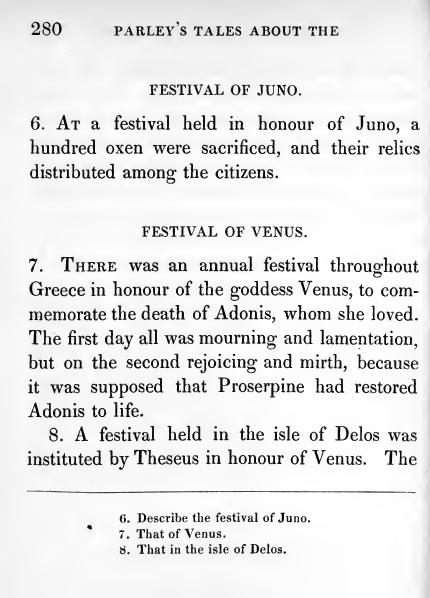 280 PARLEY'S TALES ABOUT THE
FESTIVAL OF JUNO.
6. AT a festival held in honour of Juno, a
hundred oxen were sacrificed, and their relics
distributed among the citizens.
FESTIVAL OF VENUS.
7. THERE was an annual festival throughout
Greece in honour of the goddess Venus, to com-
memorate the death of Adonis, whom she loved.
The first day all was mourning and lamentation,
but on the second rejoicing and mirth, because
it was supposed that Proserpine had restored
Adonis to life.
8. A festival held in the isle of Delos was
instituted by Theseus in honour of Venus. The
6. Describe the festival of Juno.
7. That of Venus.
8. That in the isle of Delos.